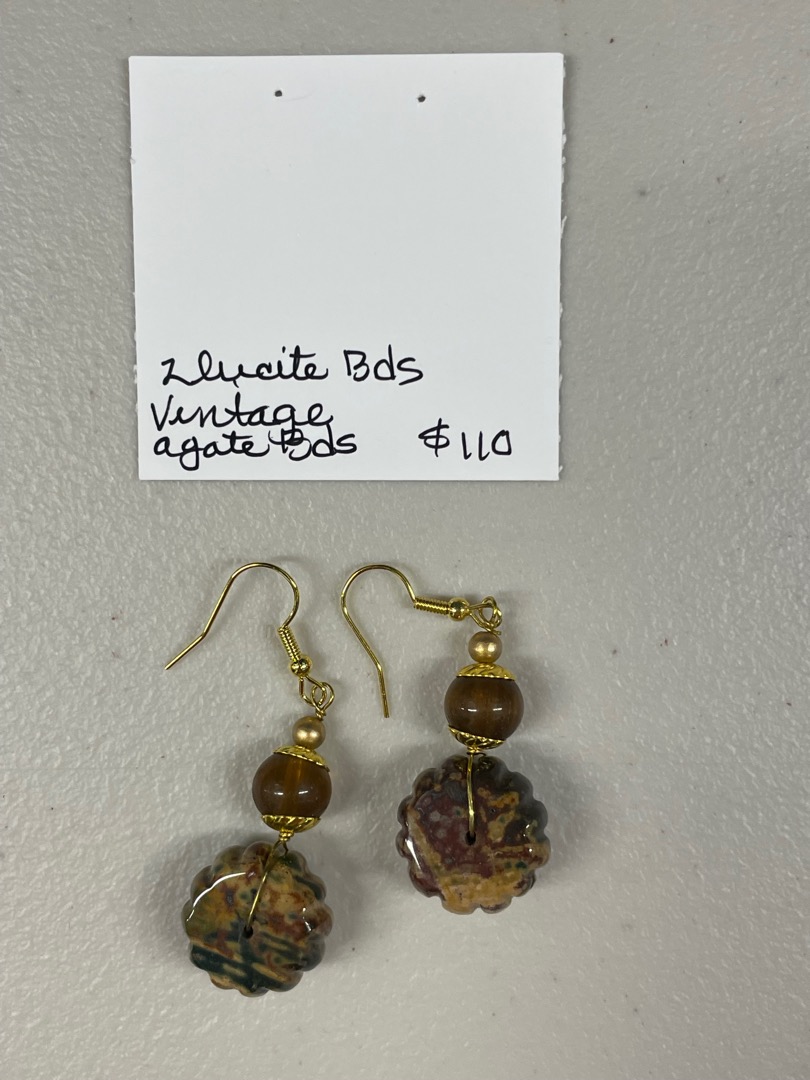 2 lucite Bds
Vintage
agate Bds $110